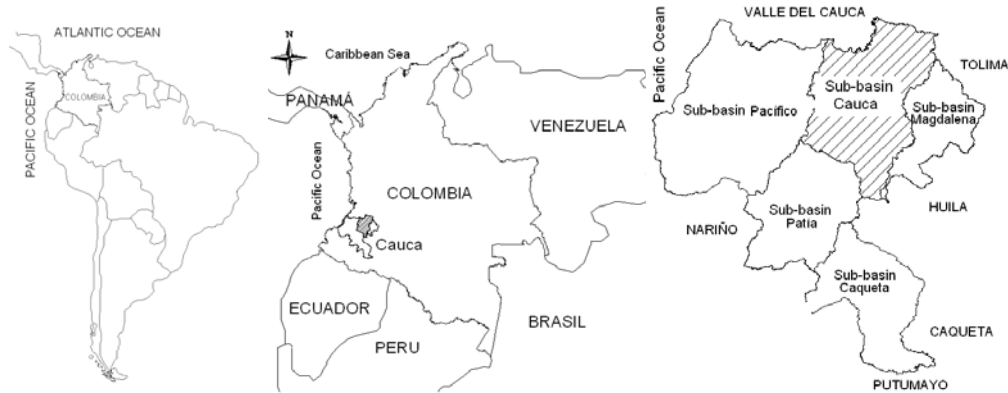 ATLANTIC OCEAN
PACIFIC OCEAN
COLOMBIA
Caribbean Sea
PANAMÁ
VENEZUELA
Pacific Ocean
COLOMBIA
Cauca
ECUADOR
PERU
BRASIL
VALLE DEL CAUCA
Pacific Ocean
TOLIMA
Sub-basin
Cauca
Sub-basin Pacífico
Sub-basin
Magdalena
HUILA
Sub-basin
Patía
NARIÑO
Sub-basin
Caqueta
CAQUETA
PUTUMAYO